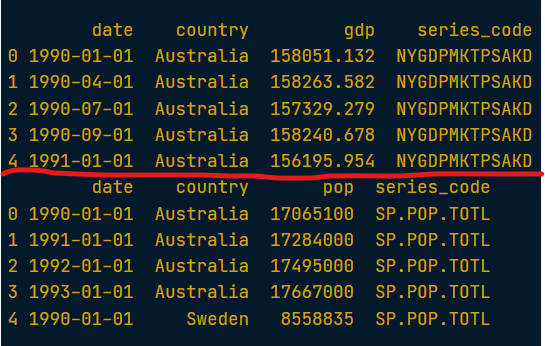 date country gdp series_code
0 1990-01-01 Australia 158051.132 NYGDPMKTPSAKD
1 1990-04-01 Australia 158263.582 NYGDPMKTPSAKD
2 1990-07-01 Australia 157329.279 NYGDPMKTPSAKD
3 1990-09-01 Australia 158240.678 NYGDPMKTPSAKD
4 1991-01-01 Australia 156195.954 NYGDPMKTPSAKD
date country pop series_code
0 1990-01-01 Australia 17065100 SP.POP.TOTL
1 1991-01-01 Australia 17284000 SP.POP.TOTL
2 1992-01-01 Australia 17495000 SP.POP.TOTL
3 1993-01-01 Australia 17667000 SP.POP.TOTL
4 1990-01-01 Sweden 8558835 SP.POP.TOTL